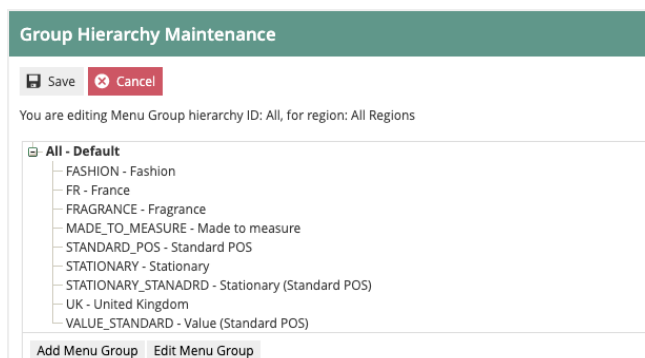 Group Hierarchy Maintenance
Save Cancel
You are editing Menu Group hierarchy ID: All, for region: All Regions
All - Default
FASHION - Fashion
FR - France
FRAGRANCE - Fragrance
MADE_TO_MEASURE - Made to measure
STANDARD_POS - Standard POS
STATIONARY - Stationary
STATIONARY_STANADRD - Stationary (Standard POS)
UK - United Kingdom
VALUE_STANDARD - Value (Standard POS)
Add Menu Group Edit Menu Group